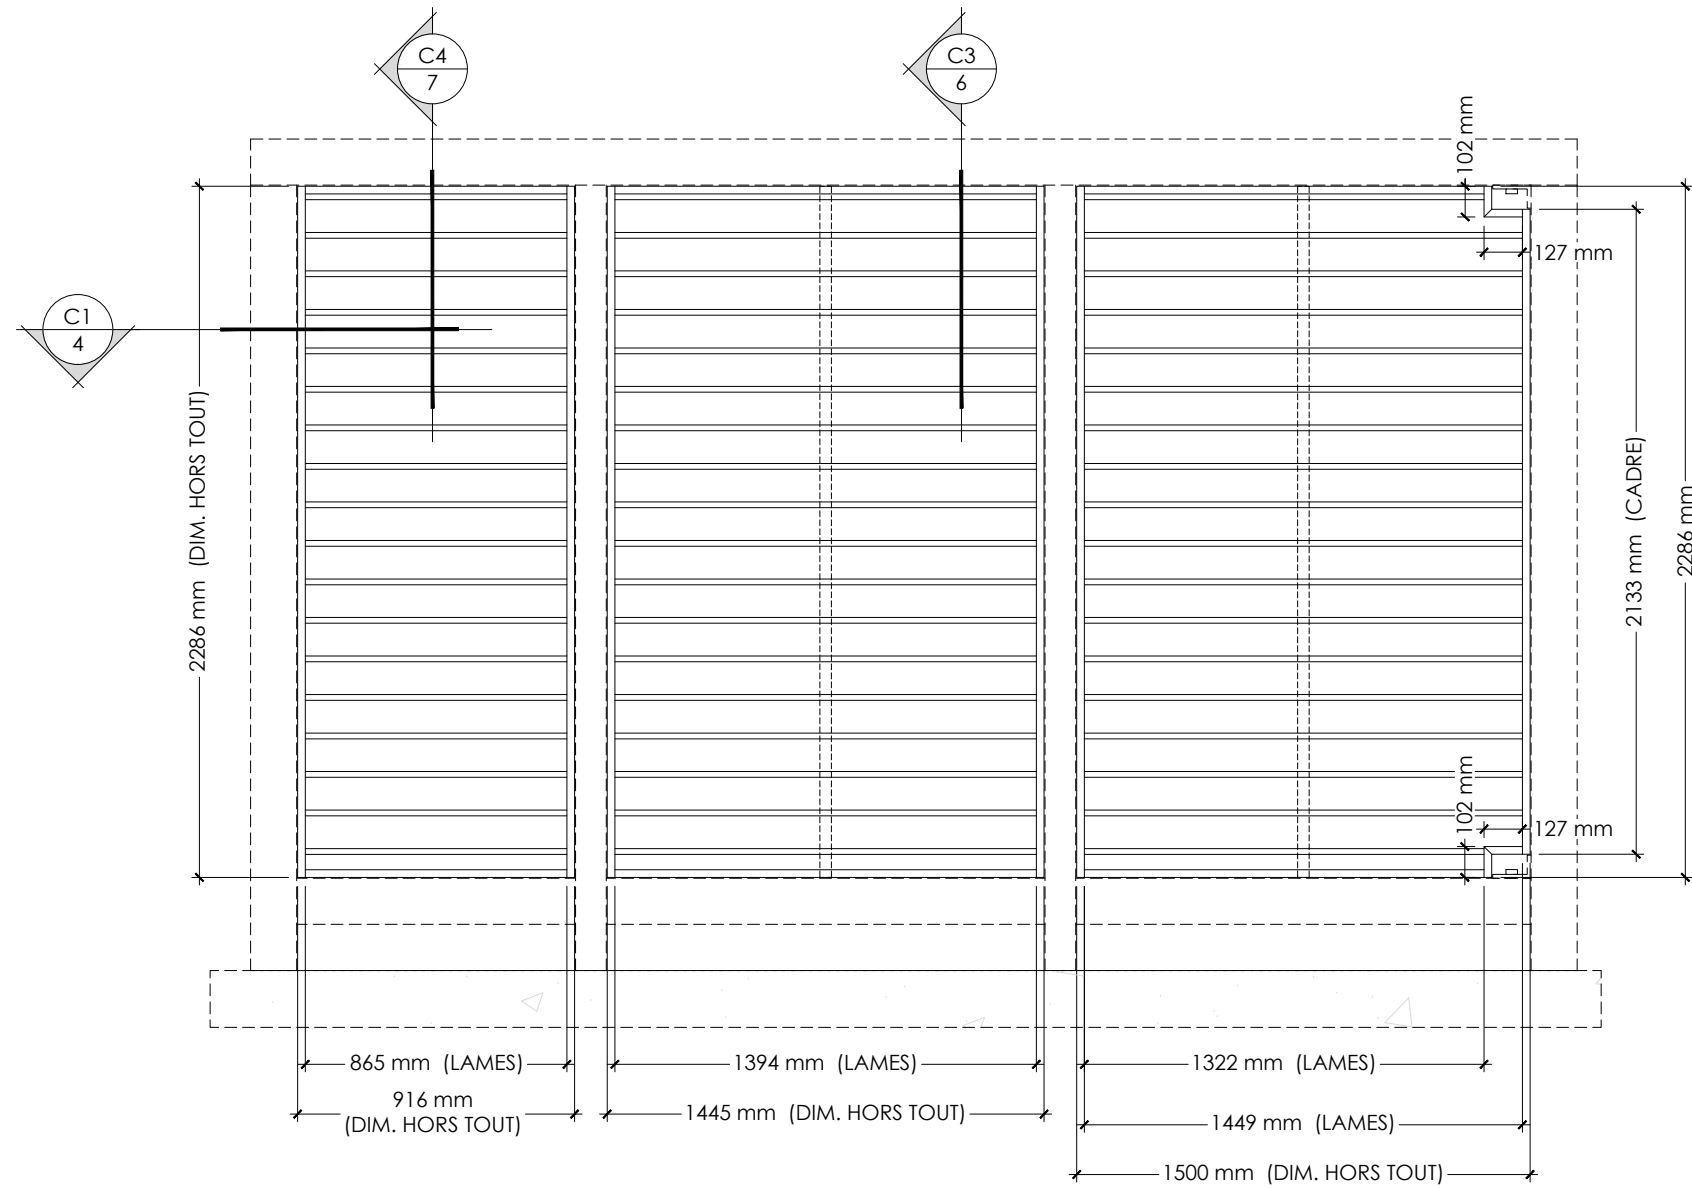 C4
7
C3
6
102 mm
127 mm
C1
4
2286 mm (DIM. HORS TOUT)
2133 mm (CADRE)
2286 mm
102 mm
127 mm
865 mm (LAMES)
1394 mm (LAMES)
1322 mm (LAMES)
916 mm
(DIM. HORS TOUT)
1445 mm (DIM. HORS TOUT)
1449 mm (LAMES)
1500 mm (DIM. HORS TOUT)